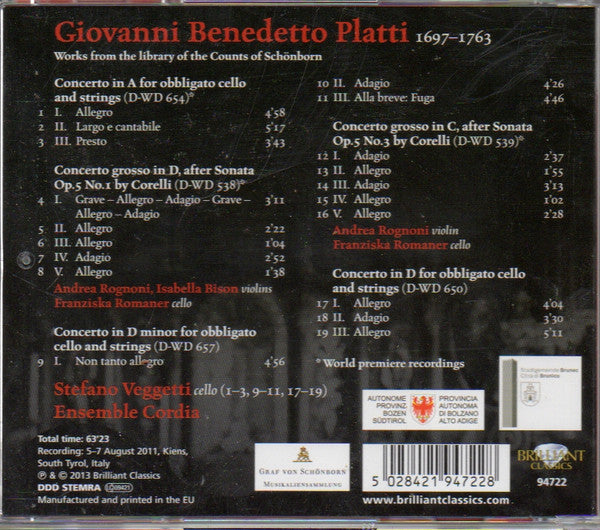 Giovanni Benedetto Platti 1697–1763
Works from the library of the Counts of Schönborn
Concerto in A for obbligato cello
and strings (D-WD 654)*
1 I. Allegro 4'58
2 II. Largo e cantabile 5'17
3 III. Presto 3'43
Concerto grosso in D, after Sonata
Op.5 No.1 by Corelli (D-WD 538)*
4 I. Grave – Allegro – Adagio – Grave –
Allegro – Adagio 3'11
5 II. Allegro 2'22
6 III. Allegro 1'04
7 IV. Adagio 2'52
8 V. Allegro 1'38
Andrea Rognoni, Isabella Bison violins
Franziska Romaner cello
Concerto in D minor for obbligato
cello and strings (D-WD 657)
9 I. Non tanto allegro 4'56
10 II. Adagio 4'26
11 III. Alla breve: Fuga 4'46
Concerto grosso in C, after Sonata
Op.5 No.3 by Corelli (D-WD 539)*
12 I. Adagio 2'37
13 II. Allegro 1'55
14 III. Adagio 3'13
15 IV. Allegro 1'02
16 V. Allegro 2'28
Andrea Rognoni violin
Franziska Romaner cello
Concerto in D for obbligato cello
and strings (D-WD 650)
17 I. Allegro 4'04
18 II. Adagio 3'30
19 III. Allegro 5'11
*World premiere recordings
Stefano Veggetti cello (1–3, 9–11, 17–19)
Ensemble Cordia
Total time: 63'23
Recording: 5–7 August 2011, Kiens,
South Tyrol, Italy
℗ & © 2013 Brilliant Classics
DDD STEMRA LC09421
Manufactured and printed in the EU
GRAF VON SCHÖNBORN
MUSIKALIENSAMMLUNG
AUTONOME
PROVINZ
BOZEN
SÜDTIROL
PROVINCIA
AUTONOMA
DI BOLZANO
ALTO ADIGE
Stadtgemeinde Bruneck
Città di Brunico
5 028421 947228
www.brilliantclassics.com
BRILLIANT
CLASSICS
94722